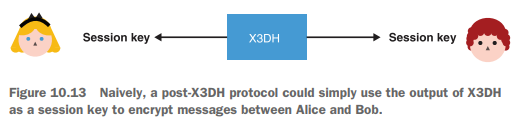 Session key X3DH Session key
Figure 10.13 Naively, a post-X3DH protocol could simply use the output of X3DH
as a session key to encrypt messages between Alice and Bob.